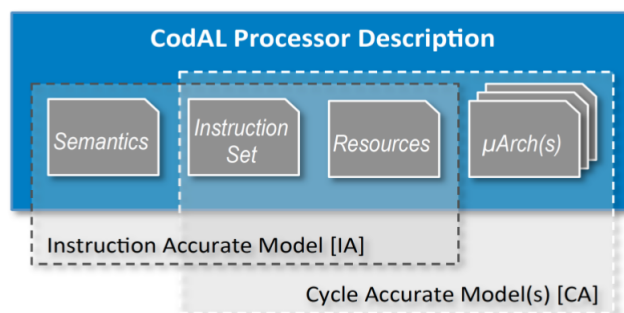 CodAL Processor Description
Semantics
Instruction
Set
Resources
µArch(s)
Instruction Accurate Model [IA]
Cycle Accurate Model(s) [CA]